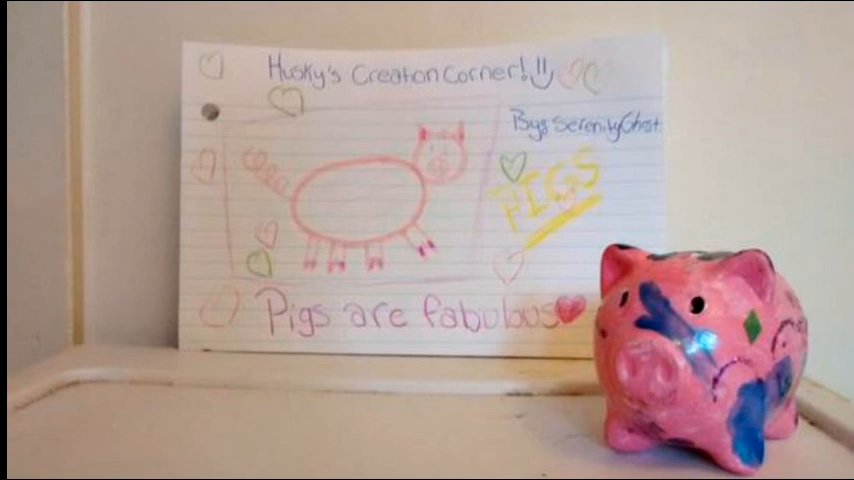 Husky's Creation Corner! :)
By: SerenityGhost
PIGS
Pigs are fabulous